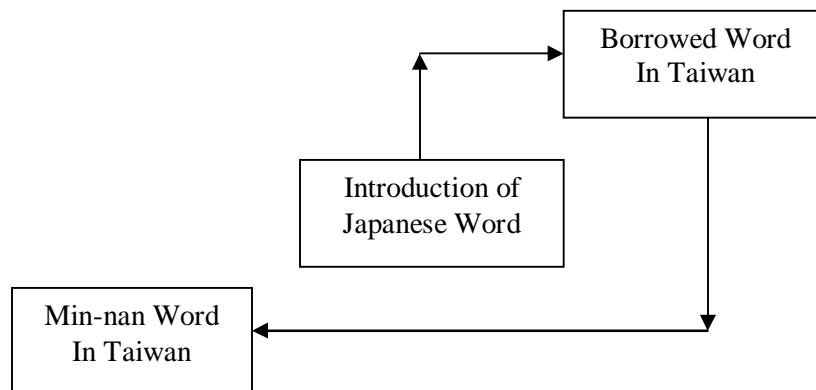 Borrowed Word
In Taiwan
Introduction of
Japanese Word
Min-nan Word
In Taiwan